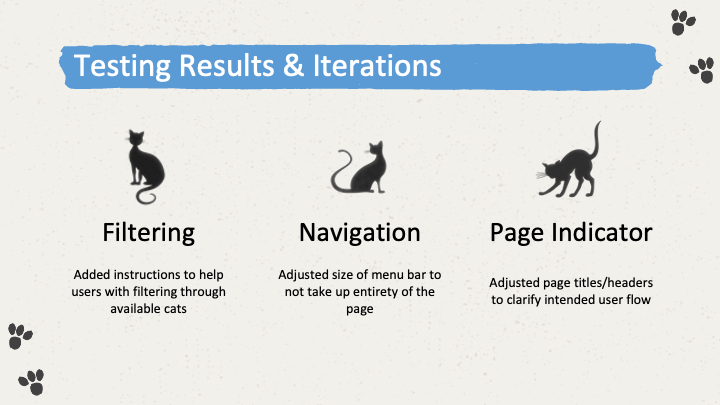 Testing Results & Iterations
Filtering
Added instructions to help
users with filtering through
available cats
Navigation
Adjusted size of menu bar to
not take up entirety of the
page
Page Indicator
Adjusted page titles/headers
to clarify intended user flow